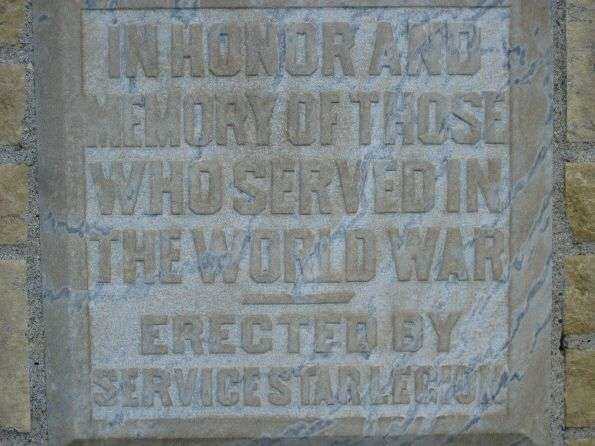 IN HONOR AND
MEMORY OF THOSE
WHO SERVED IN
THE WORLD WAR
ERECTED BY
SERVICE STAR LEGION